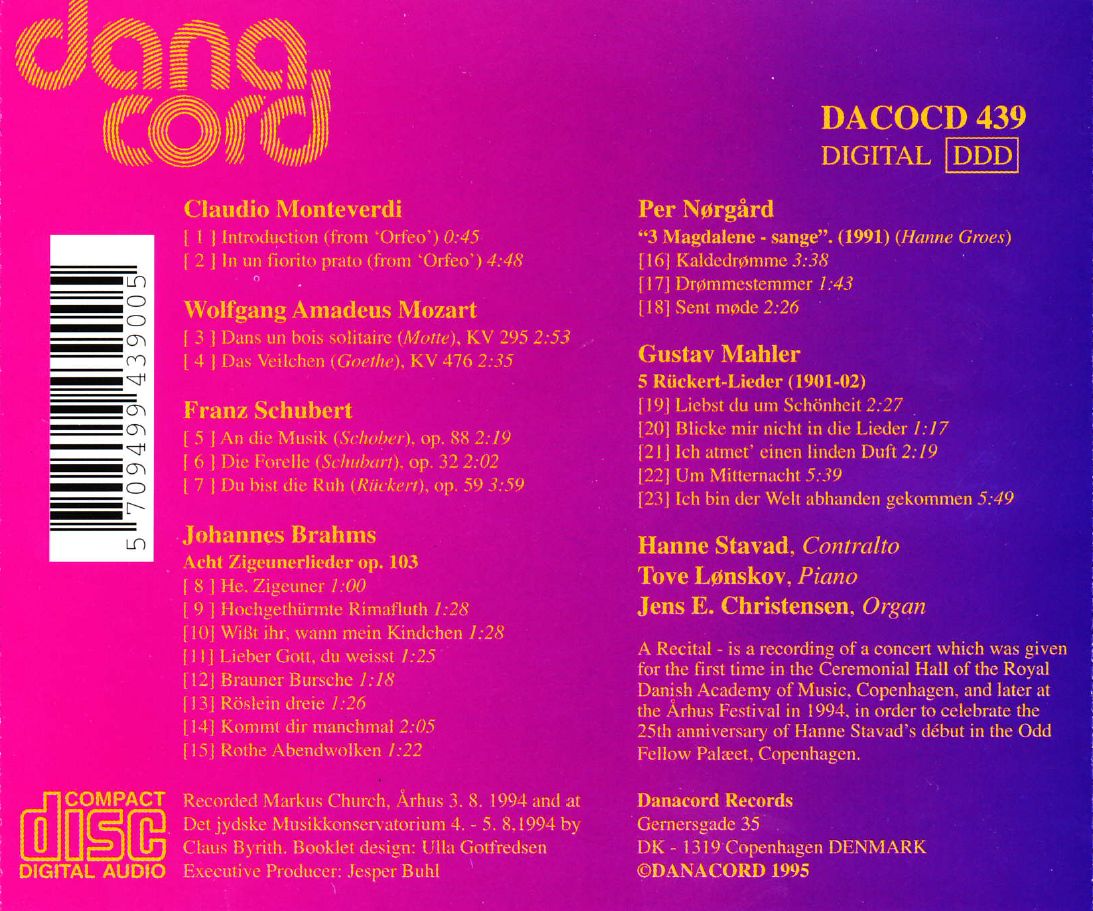 dana
cord
DACOCD 439
DIGITAL DDD
Claudio Monteverdi
[ 1 ] Introduction (from ‘Orfeo’) 0:45
[ 2 ] In un fiorito prato (from ‘Orfeo’) 4:48
Wolfgang Amadeus Mozart
[ 3 ] Dans un bois solitaire (Motte), KV 295 2:53
[ 4 ] Das Veilchen (Goethe), KV 476 2:35
Franz Schubert
[ 5 ] An die Musik (Schober), op. 88 2:19
[ 6 ] Die Forelle (Schubart), op. 32 2:02
[ 7 ] Du bist die Ruh (Rückert), op. 59 3:59
Johannes Brahms
Acht Zigeunerlieder op. 103
[ 8 ] He, Zigeuner 1:00
[ 9 ] Hochgethürmte Rimafluth 1:28
[10] Wißt ihr, wann mein Kindchen 1:28
[11] Lieber Gott, du weisst 1:25
[12] Brauner Bursche 1:18
[13] Röslein dreie 1:26
[14] Kommt dir manchmal 2:05
[15] Rothe Abendwolken 1:22
Per Nørgård
“3 Magdalene - sange”. (1991) (Hanne Groes)
[16] Kaldedrømme 3:38
[17] Drømmestemmer 1:43
[18] Sent møde 2:26
Gustav Mahler
5 Rückert-Lieder (1901-02)
[19] Liebst du um Schönheit 2:27
[20] Blicke mir nicht in die Lieder 1:17
[21] Ich atmet’ einen linden Duft 2:19
[22] Um Mitternacht 5:39
[23] Ich bin der Welt abhanden gekommen 5:49
Hanne Stavad, Contralto
Tove Lønskov, Piano
Jens E. Christensen, Organ
A Recital - is a recording of a concert which was given
for the first time in the Ceremonial Hall of the Royal
Danish Academy of Music, Copenhagen, and later at
the Århus Festival in 1994, in order to celebrate the
25th anniversary of Hanne Stavad’s début in the Odd
Fellow Palæet, Copenhagen.
5 709499 439005
COMPACT
disc
DIGITAL AUDIO
Recorded Markus Church, Århus 3. 8. 1994 and at
Det jydske Musikkonservatorium 4. - 5. 8.1994 by
Claus Byrith. Booklet design: Ulla Gotfredsen
Executive Producer: Jesper Buhl
Danacord Records
Gernersgade 35
DK - 1319 Copenhagen DENMARK
©DANACORD 1995